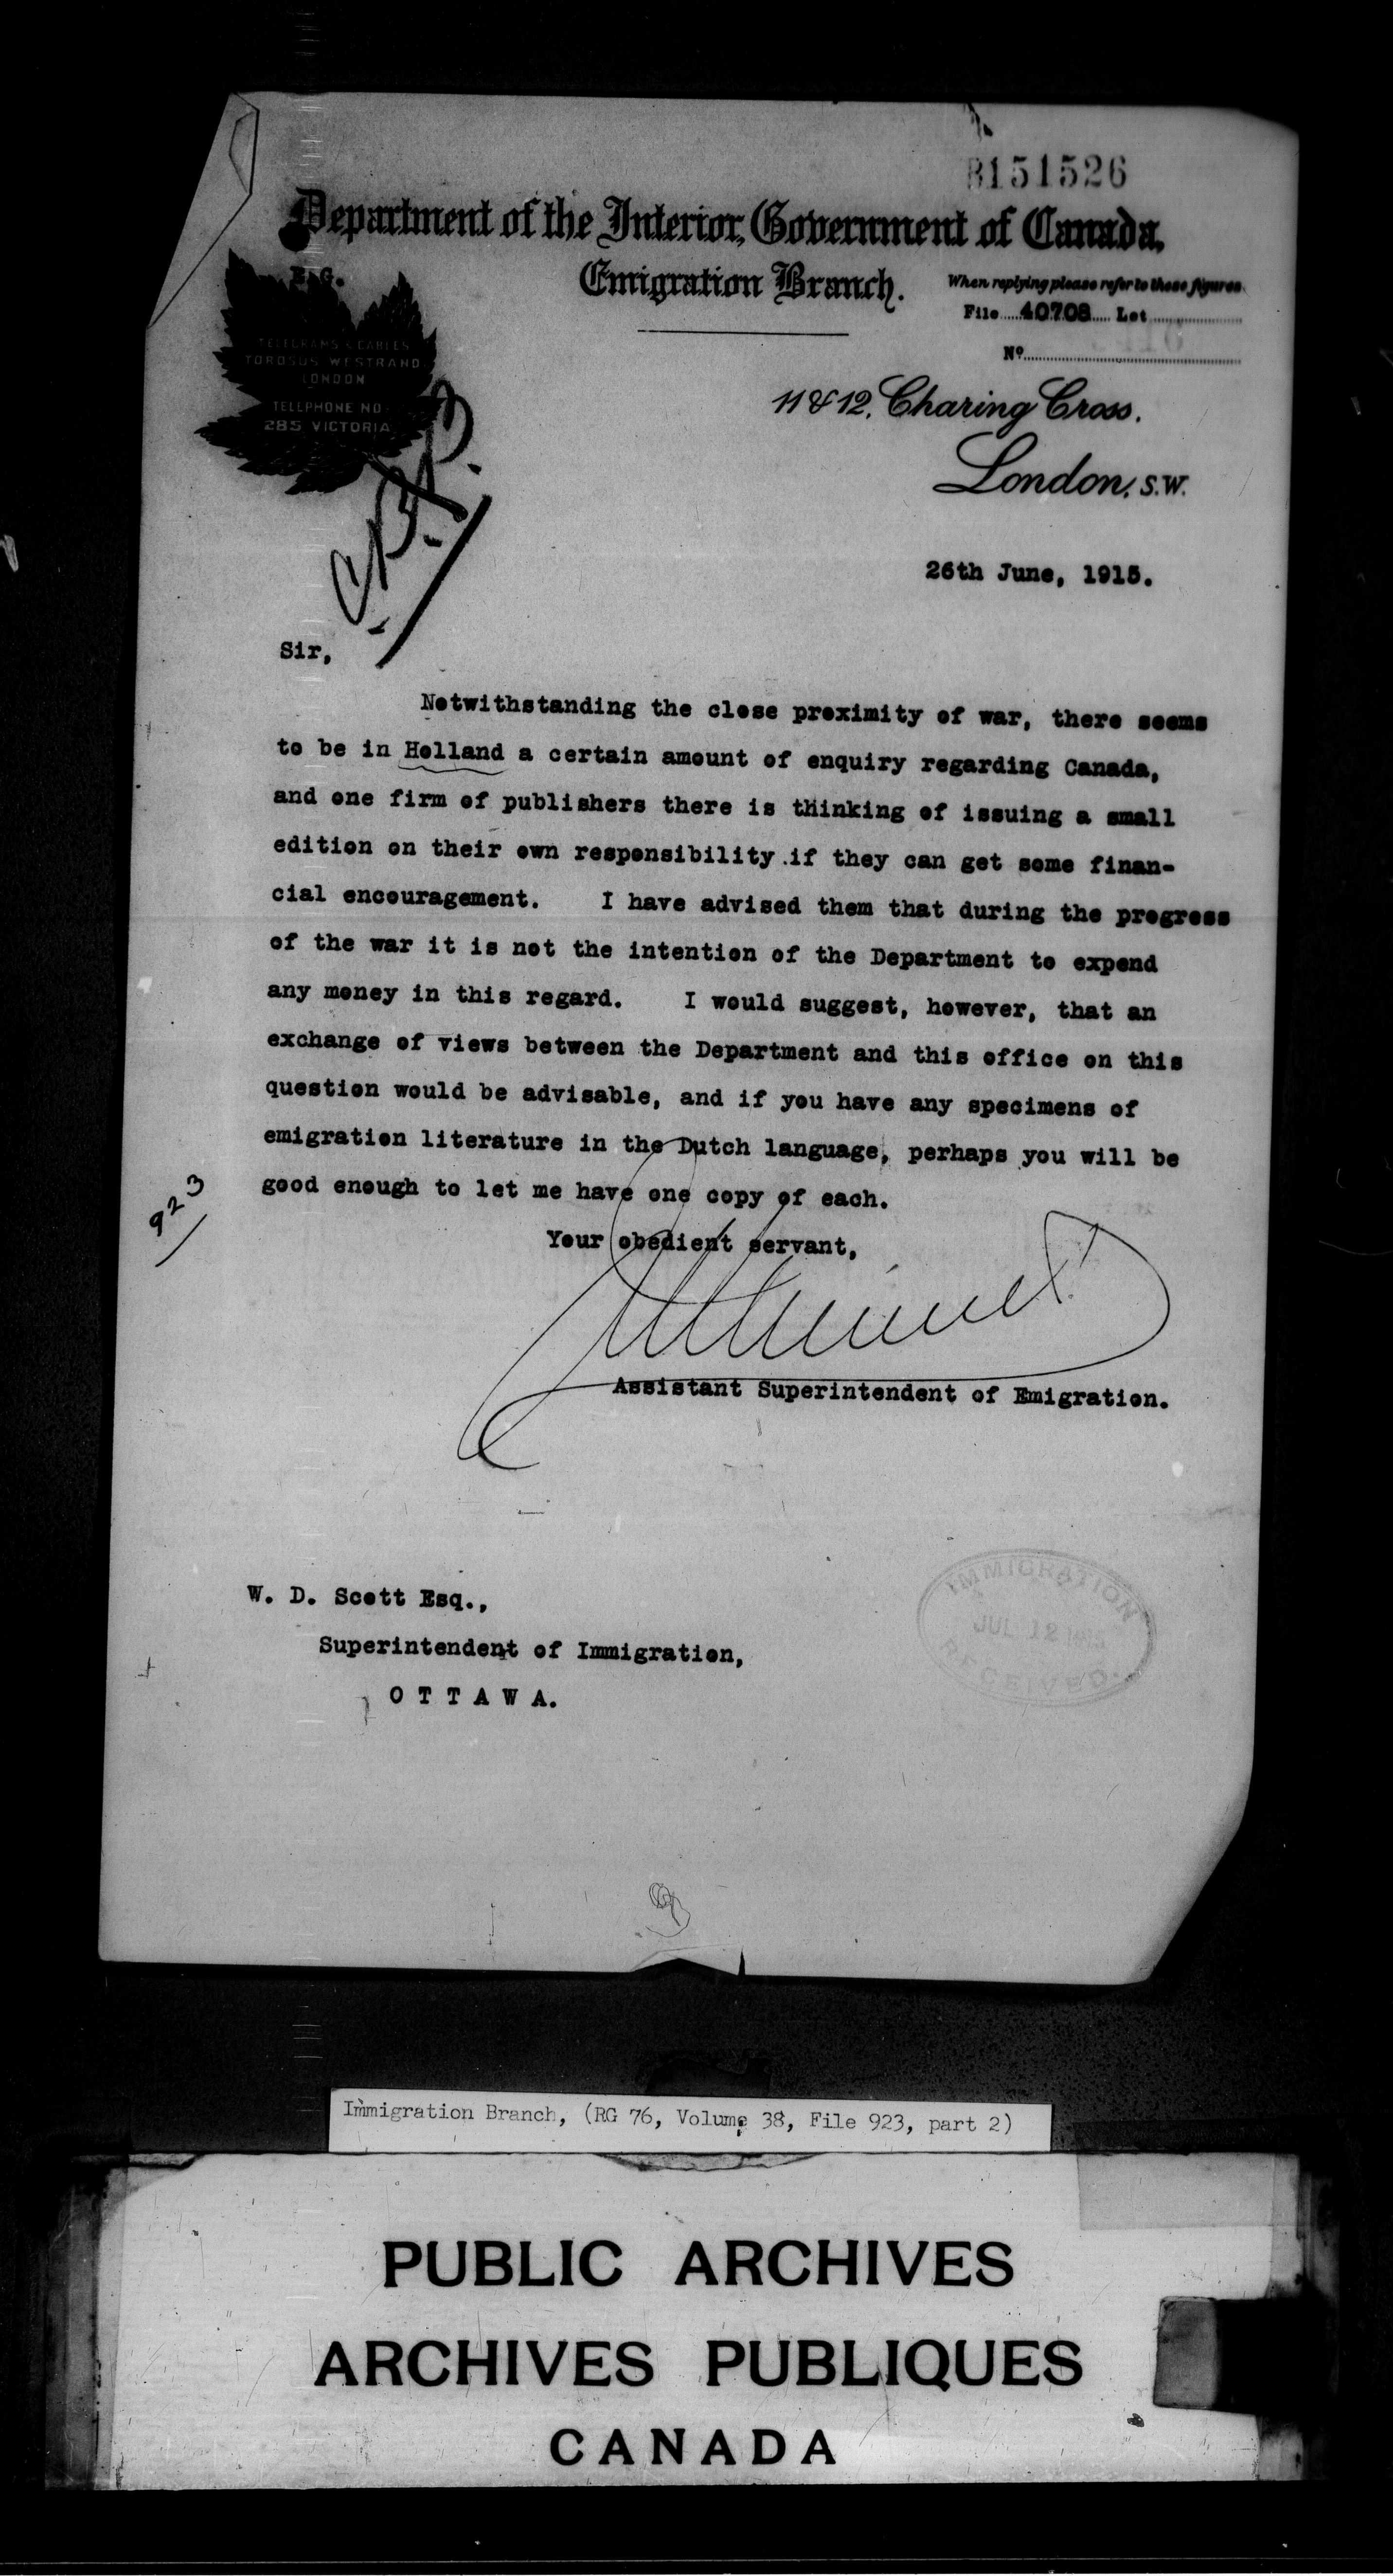 B151526
Department of the Interior, Government of Canada,
E.G.
Emigration Branch.
When replying please refer to these figures.
File 40708 Let
No
TELEGRAMS & CABLES
TOROSUS WESTRAND
LONDON
TELEPHONE NO
285 VICTORIA
11 & 12, Charing Cross.
London, S.W.
26th June, 1915.
Sir,
Notwithstanding the close proximity of war, there seems
to be in Holland a certain amount of enquiry regarding Canada,
and one firm of publishers there is thinking of issuing a small
edition on their own responsibility if they can get some finan-
cial encouragement. I have advised them that during the progress
of the war it is not the intention of the Department to expend
any money in this regard. I would suggest, however, that an
exchange of views between the Department and this office on this
question would be advisable, and if you have any specimens of
emigration literature in the Dutch language, perhaps you will be
good enough to let me have one copy of each.
923
Your obedient servant,
Assistant Superintendent of Emigration.
W. D. Scott Esq.,
Superintendent of Immigration,
OTTAWA.
IMMIGRATION
JUL 12 1915
RECEIVED
Immigration Branch, (RG 76, Volume 38, File 923, part 2)
PUBLIC ARCHIVES
ARCHIVES PUBLIQUES
CANADA